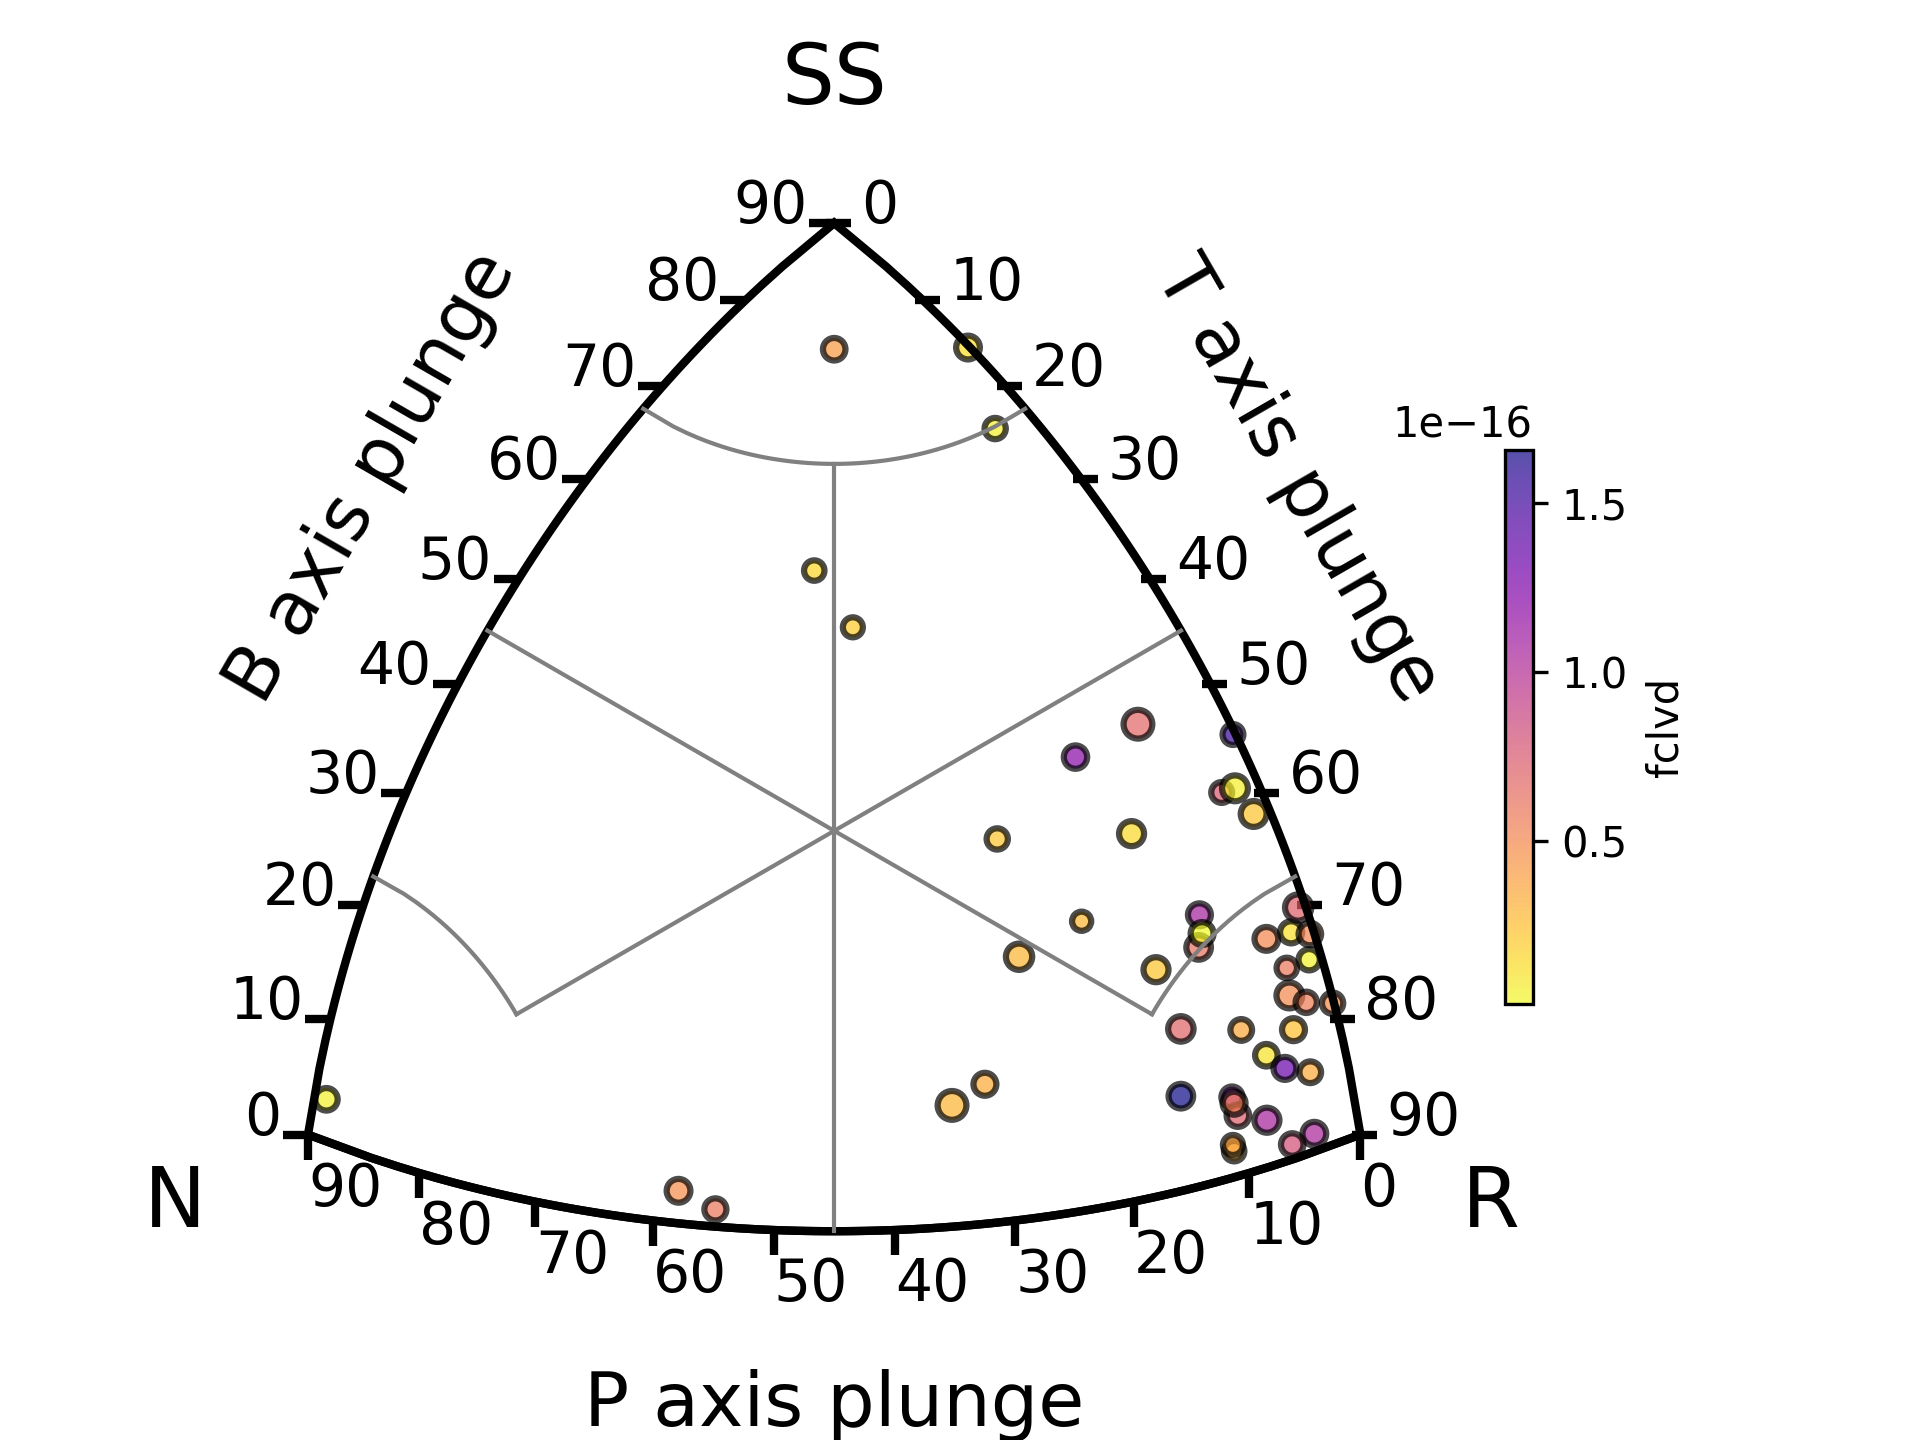 SS
90 0
80 10
70 20
60 30
50 40
40 50
30 60
20 70
10 80
0 90
B axis plunge
T axis plunge
N
R
90 80 70 60 50 40 30 20 10 0
P axis plunge
1e−16
1.5
1.0
0.5
fclvd